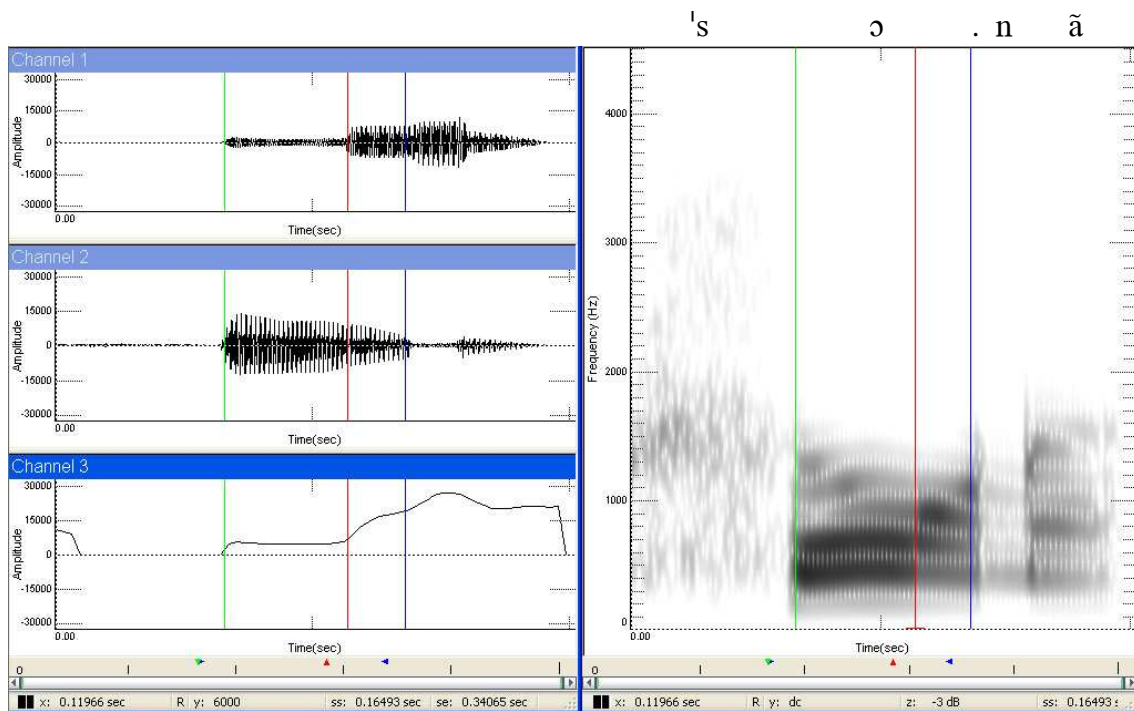 ˈs ɔ . n ã
Channel 1
30000
15000
0
-15000
-30000
Amplitude
0.00
Time(sec)
Channel 2
30000
15000
0
-15000
-30000
Amplitude
0.00
Time(sec)
Channel 3
30000
15000
0
-15000
-30000
Amplitude
0.00
Time(sec)
0
x: 0.11966 sec R y: 6000 ss: 0.16493 sec se: 0.34065 sec
4000
3000
2000
1000
0
Frequency (Hz)
0.00
Time(sec)
0
x: 0.11966 sec R y: dc z: -3 dB ss: 0.16493 s